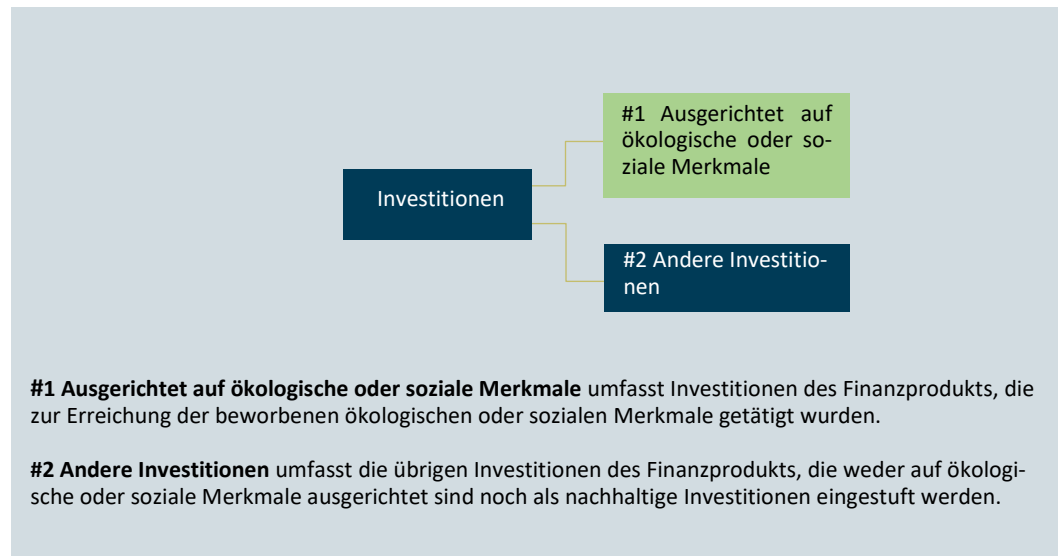 #1 Ausgerichtet auf
ökologische oder so-
ziale Merkmale
Investitionen
#2 Andere Investitio-
nen
#1 Ausgerichtet auf ökologische oder soziale Merkmale umfasst Investitionen des Finanzprodukts, die
zur Erreichung der beworbenen ökologischen oder sozialen Merkmale getätigt wurden.
#2 Andere Investitionen umfasst die übrigen Investitionen des Finanzprodukts, die weder auf ökologi-
sche oder soziale Merkmale ausgerichtet sind noch als nachhaltige Investitionen eingestuft werden.